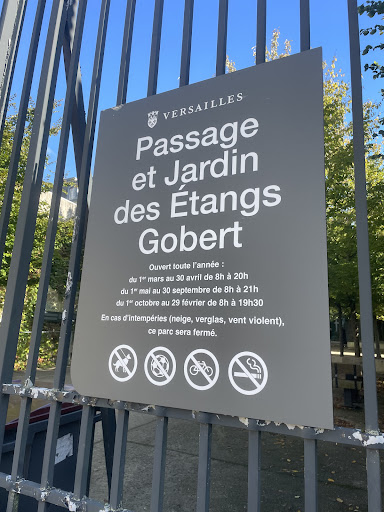 VERSAILLES
Passage
et Jardin
des Étangs
Gobert
Ouvert toute l'année :
du 1er mars au 30 avril de 8h à 20h
du 1er mai au 30 septembre de 8h à 21h
du 1er octobre au 29 février de 8h à 19h30
En cas d'intempéries (neige, verglas, vent violent),
ce parc sera fermé.